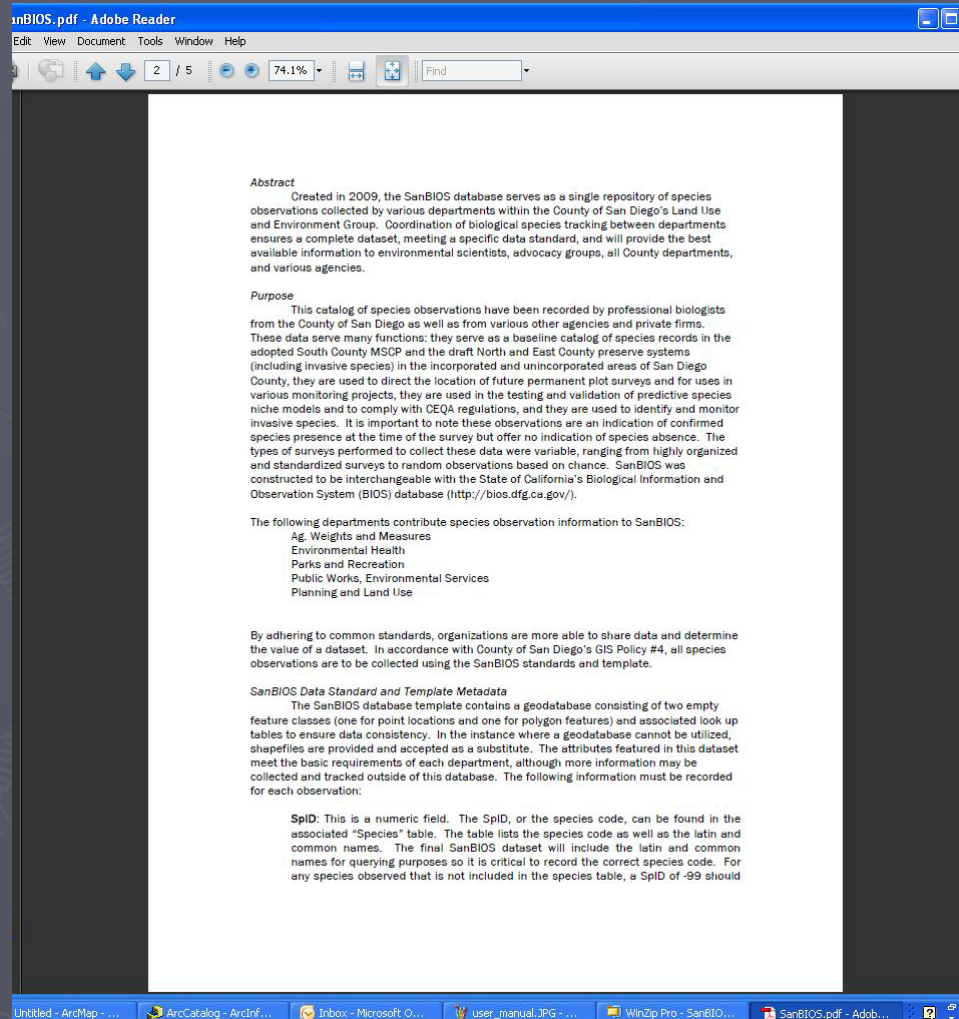 anBIOS.pdf - Adobe Reader
Edit View Document Tools Window Help
2 / 5 74.1% Find
Abstract
Created in 2009, the SanBIOS database serves as a single repository of species
observations collected by various departments within the County of San Diego's Land Use
and Environment Group. Coordination of biological species tracking between departments
ensures a complete dataset, meeting a specific data standard, and will provide the best
available information to environmental scientists, advocacy groups, all County departments,
and various agencies.
Purpose
This catalog of species observations have been recorded by professional biologists
from the County of San Diego as well as from various other agencies and private firms.
These data serve many functions: they serve as a baseline catalog of species records in the
adopted South County MSCP and the draft North and East County preserve systems
(including invasive species) in the incorporated and unincorporated areas of San Diego
County, they are used to direct the location of future permanent plot surveys and for uses in
various monitoring projects, they are used in the testing and validation of predictive species
niche models and to comply with CEQA regulations, and they are used to identify and monitor
invasive species. It is important to note these observations are an indication of confirmed
species presence at the time of the survey but offer no indication of species absence. The
types of surveys performed to collect these data were variable, ranging from highly organized
and standardized surveys to random observations based on chance. SanBIOS was
constructed to be interchangeable with the State of California's Biological Information and
Observation System (BIOS) database (http://bios.dfg.ca.gov/).
The following departments contribute species observation information to SanBIOS:
Ag. Weights and Measures
Environmental Health
Parks and Recreation
Public Works, Environmental Services
Planning and Land Use
By adhering to common standards, organizations are more able to share data and determine
the value of a dataset. In accordance with County of San Diego's GIS Policy #4, all species
observations are to be collected using the SanBIOS standards and template.
SanBIOS Data Standard and Template Metadata
The SanBIOS database template contains a geodatabase consisting of two empty
feature classes (one for point locations and one for polygon features) and associated look up
tables to ensure data consistency. In the instance where a geodatabase cannot be utilized,
shapefiles are provided and accepted as a substitute. The attributes featured in this dataset
meet the basic requirements of each department, although more information may be
collected and tracked outside of this database. The following information must be recorded
for each observation:
SpID: This is a numeric field. The SpID, or the species code, can be found in the
associated "Species" table. The table lists the species code as well as the latin and
common names. The final SanBIOS dataset will include the latin and common
names for querying purposes so it is critical to record the correct species code. For
any species observed that is not included in the species table, a SpID of -99 should
Untitled - ArcMap - ... ArcCatalog - ArcInf... Inbox - Microsoft O... user_manual.JPG - ... WinZip Pro - SanBIO... SanBIOS.pdf - Adob...